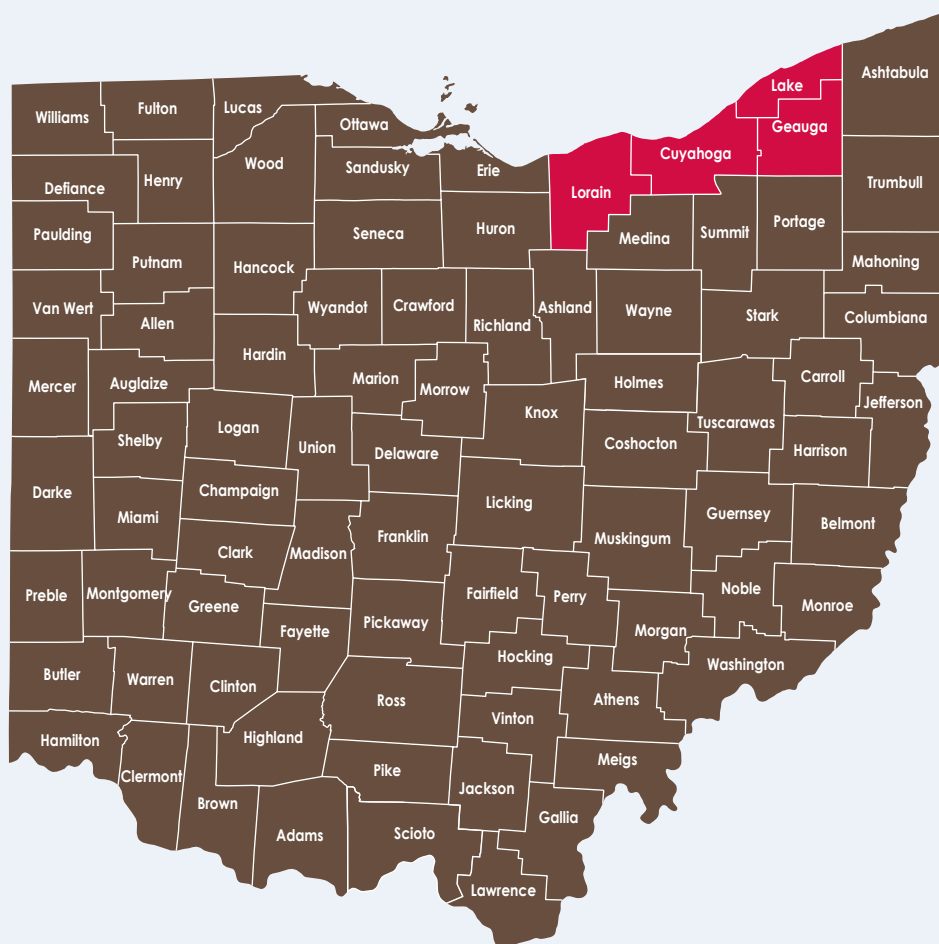 Ashtabula
Lake
Fulton
Lucas
Williams
Ottawa
Geauga
Cuyahoga
Wood
Sandusky
Erie
Henry
Trumbull
Defiance
Lorain
Portage
Huron
Summit
Seneca
Paulding
Medina
Putnam
Mahoning
Hancock
Van Wert
Wyandot
Crawford
Ashland
Wayne
Stark
Columbiana
Allen
Richland
Hardin
Carroll
Marion
Holmes
Auglaize
Mercer
Morrow
Jefferson
Knox
Tuscarawas
Logan
Shelby
Coshocton
Union
Harrison
Delaware
Champaign
Darke
Licking
Guernsey
Miami
Belmont
Franklin
Muskingum
Clark
Madison
Noble
Montgomery
Fairfield
Preble
Perry
Greene
Monroe
Pickaway
Fayette
Morgan
Hocking
Washington
Butler
Warren
Clinton
Athens
Ross
Vinton
Highland
Hamilton
Meigs
Pike
Clermont
Jackson
Brown
Gallia
Scioto
Adams
Lawrence